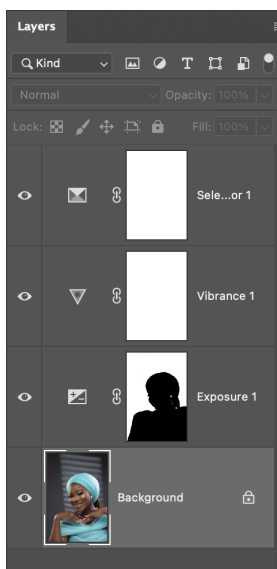 Layers
Kind
Normal Opacity: 100%
Lock: Fill: 100%
Sele...or 1
Vibrance 1
Exposure 1
Background